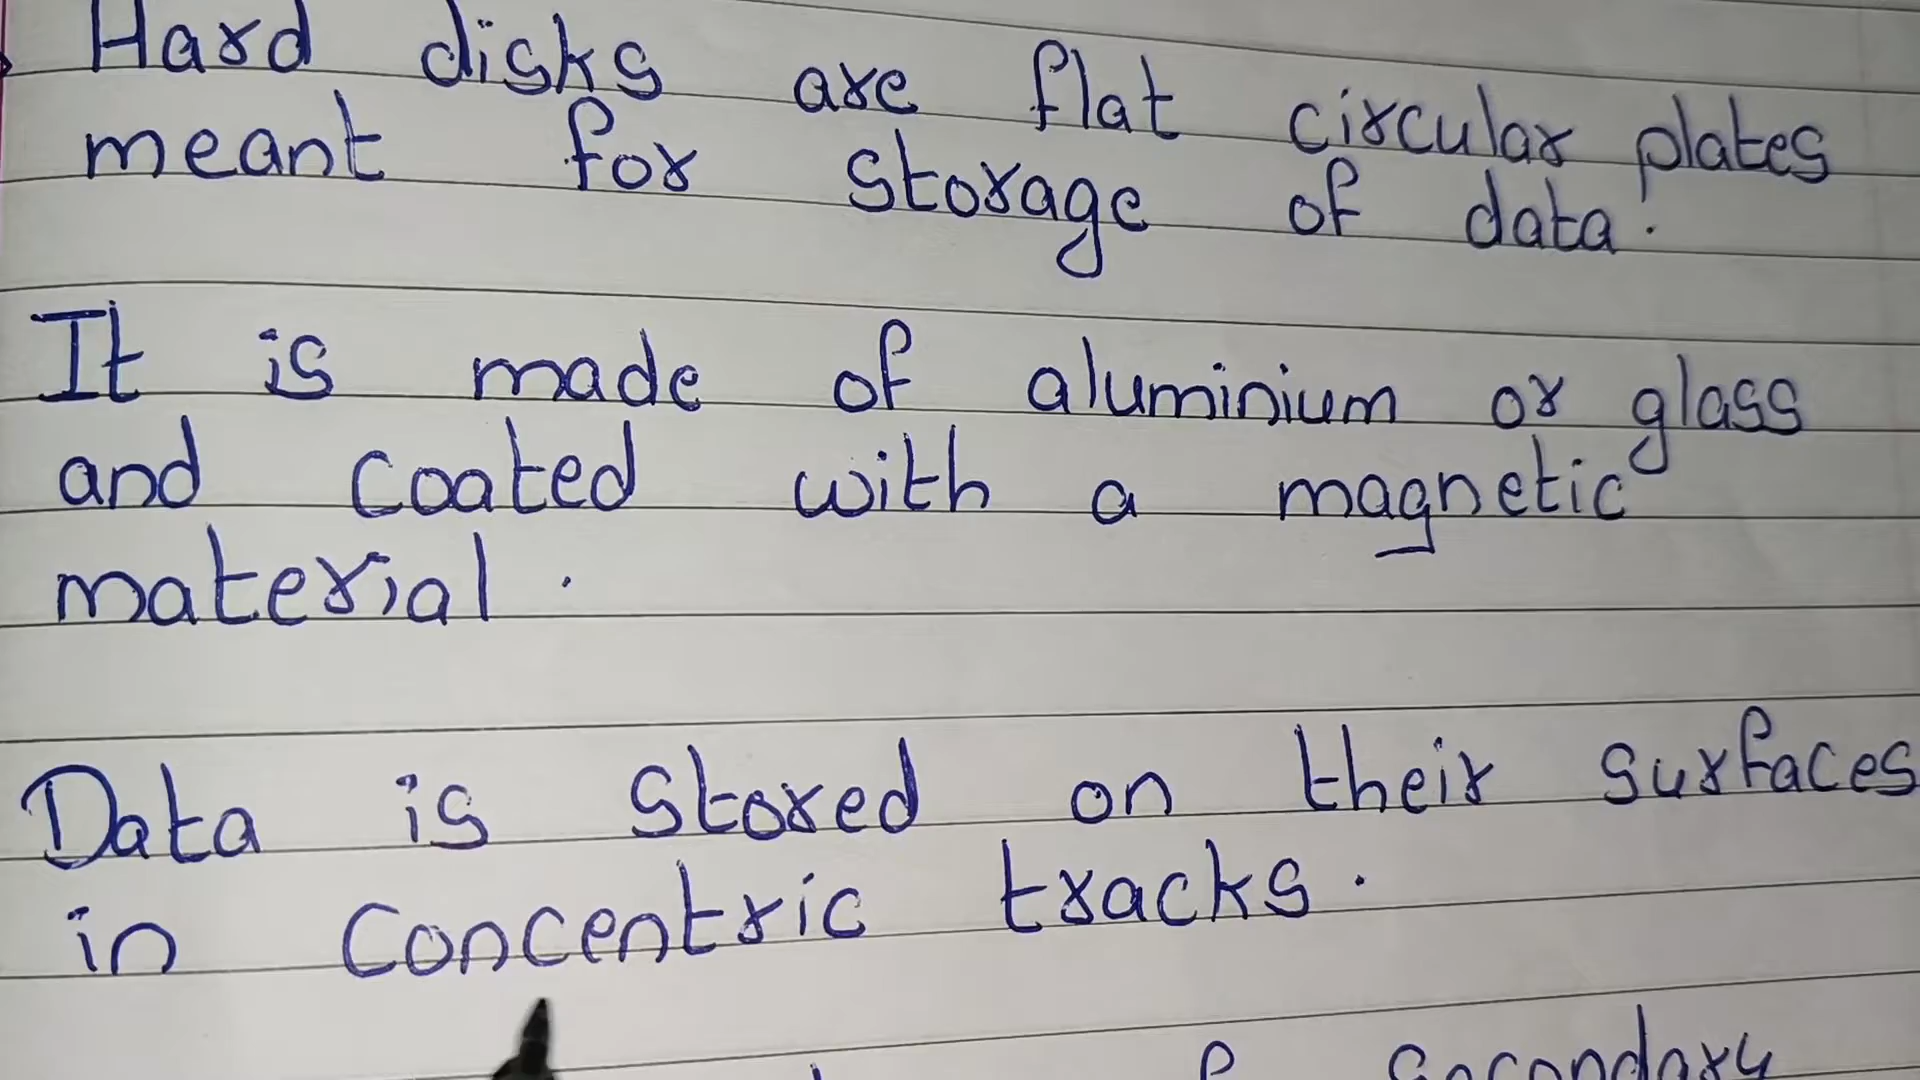 Hard disks are flat circular plates
meant for storage of data.
It is made of aluminium or glass
and coated with a magnetic
material.
Data is stored on their surfaces
in Concentric tracks.
secondary